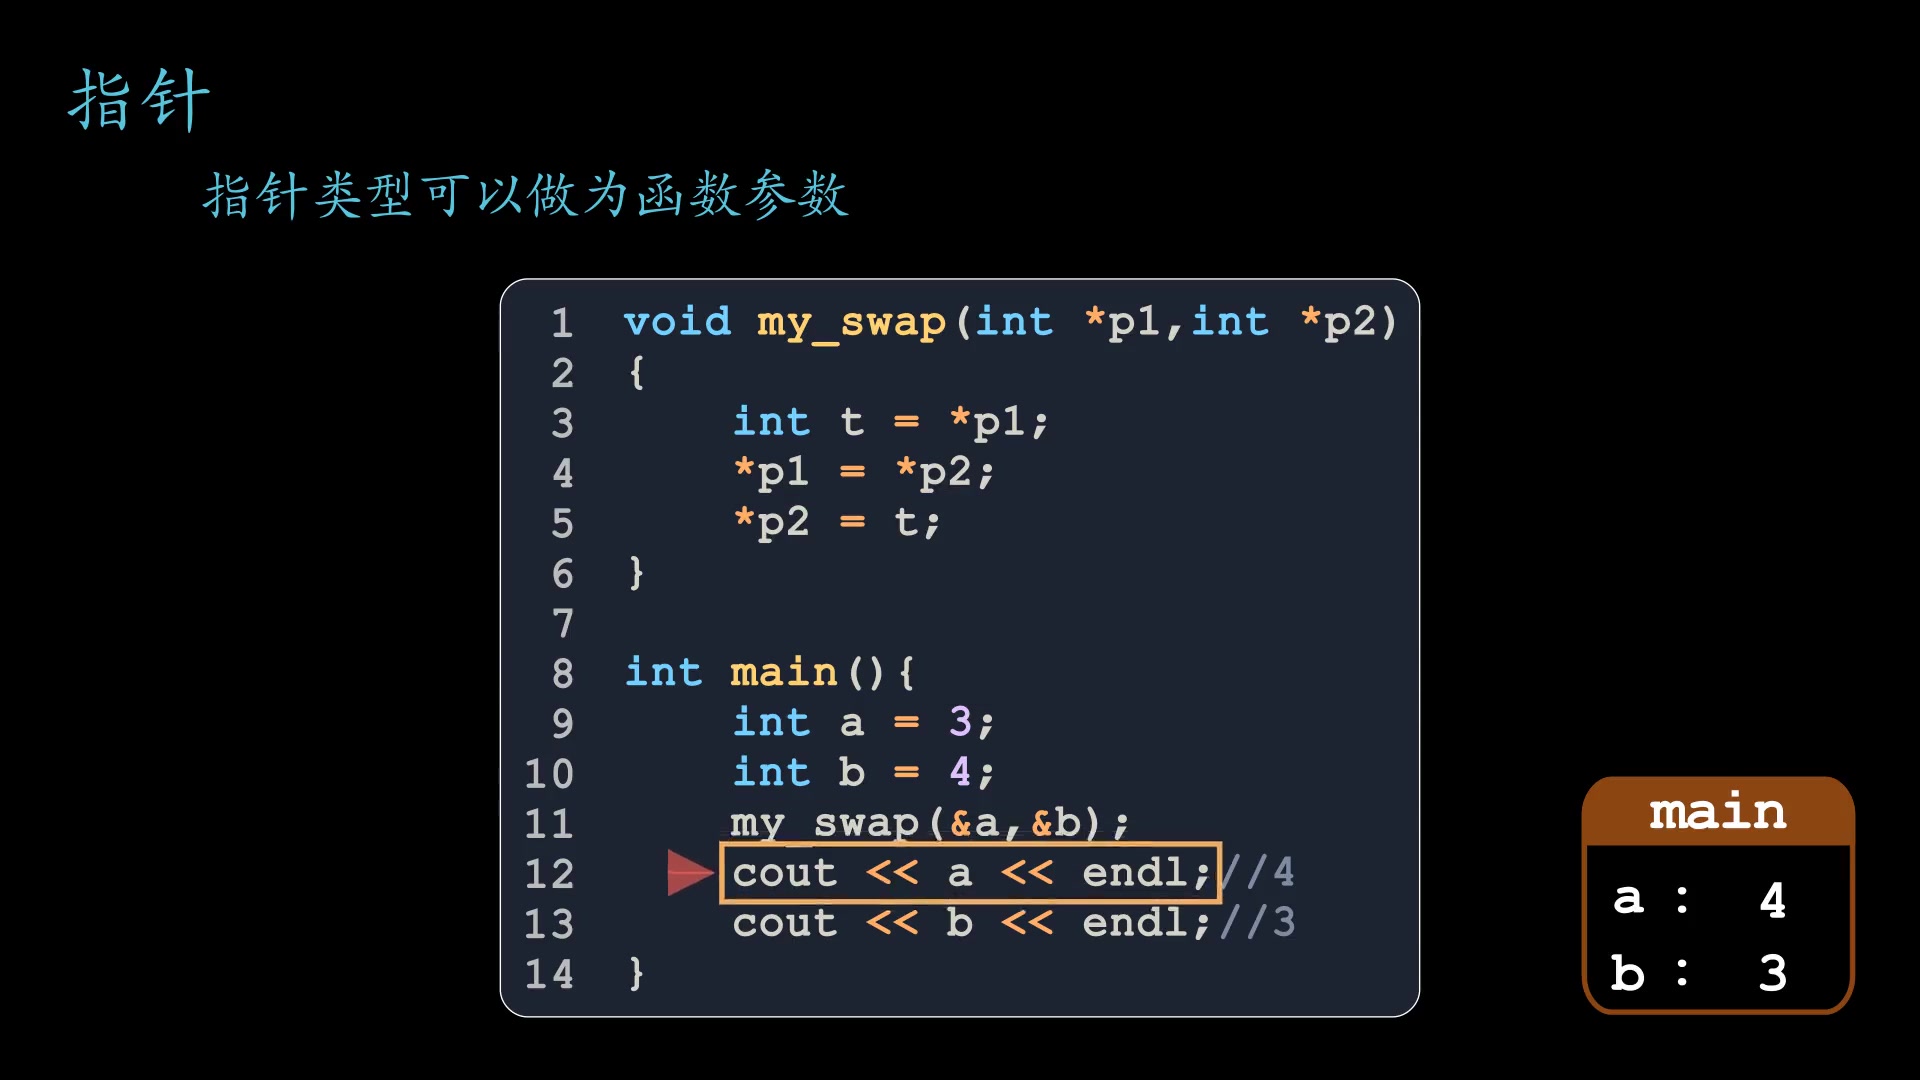 指针
指针类型可以做为函数参数
1 void my_swap(int *p1,int *p2)
2 {
3     int t = *p1;
4     *p1 = *p2;
5     *p2 = t;
6 }
7
8 int main(){
9     int a = 3;
10     int b = 4;
11     my_swap(&a,&b);
12     cout << a << endl;//4
13     cout << b << endl;//3
14 }
main
a : 4
b : 3